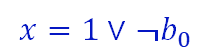 x = 1 ∨ ¬b₀